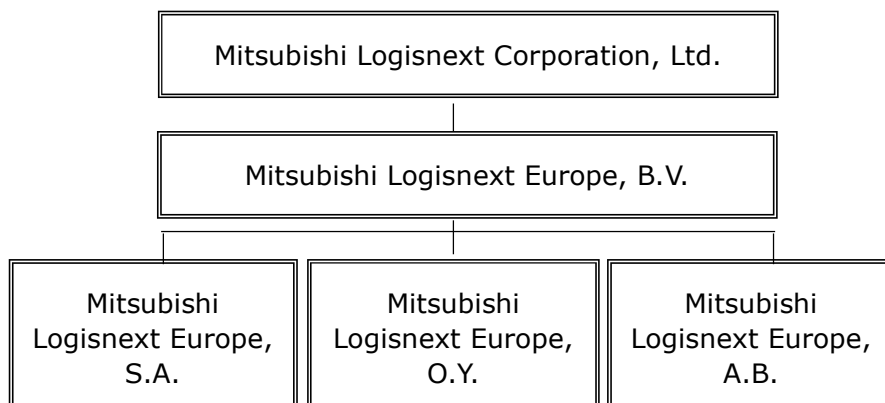 Mitsubishi Logisnext Corporation, Ltd.
Mitsubishi Logisnext Europe, B.V.
Mitsubishi
Logisnext Europe,
S.A.
Mitsubishi
Logisnext Europe,
O.Y.
Mitsubishi
Logisnext Europe,
A.B.